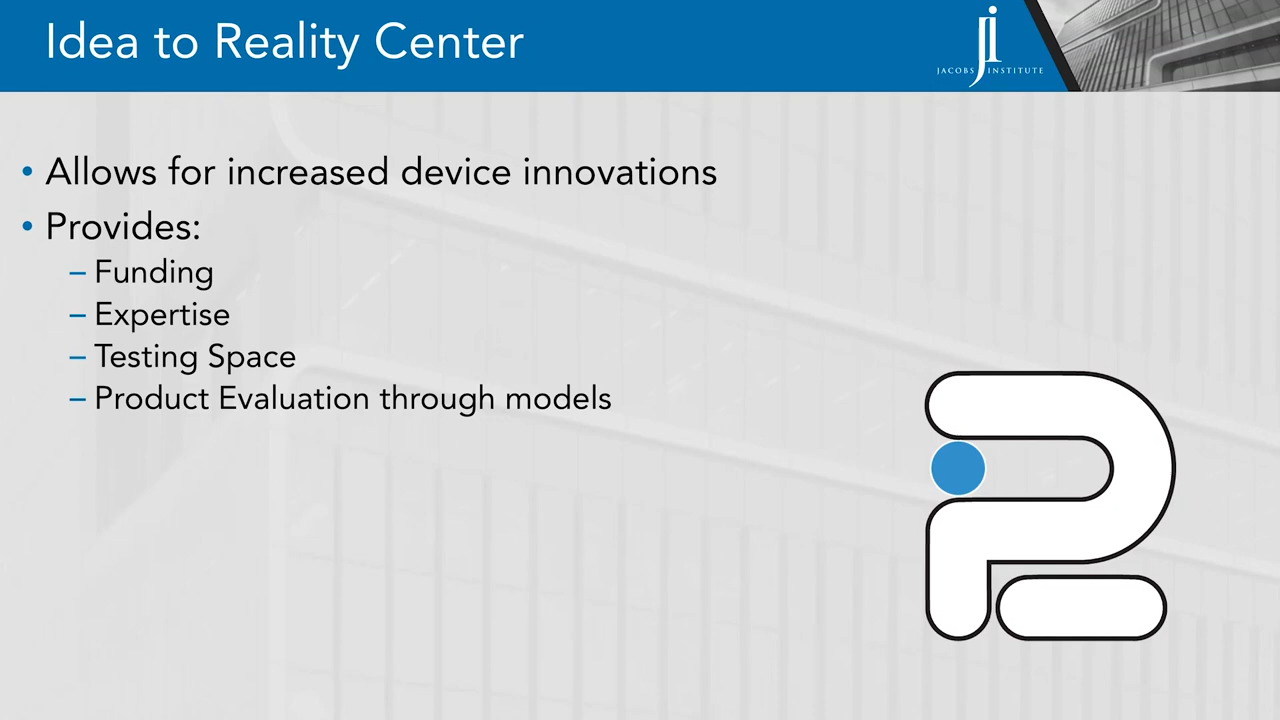 Idea to Reality Center
JACOBS INSTITUTE
• Allows for increased device innovations
• Provides:
– Funding
– Expertise
– Testing Space
– Product Evaluation through models